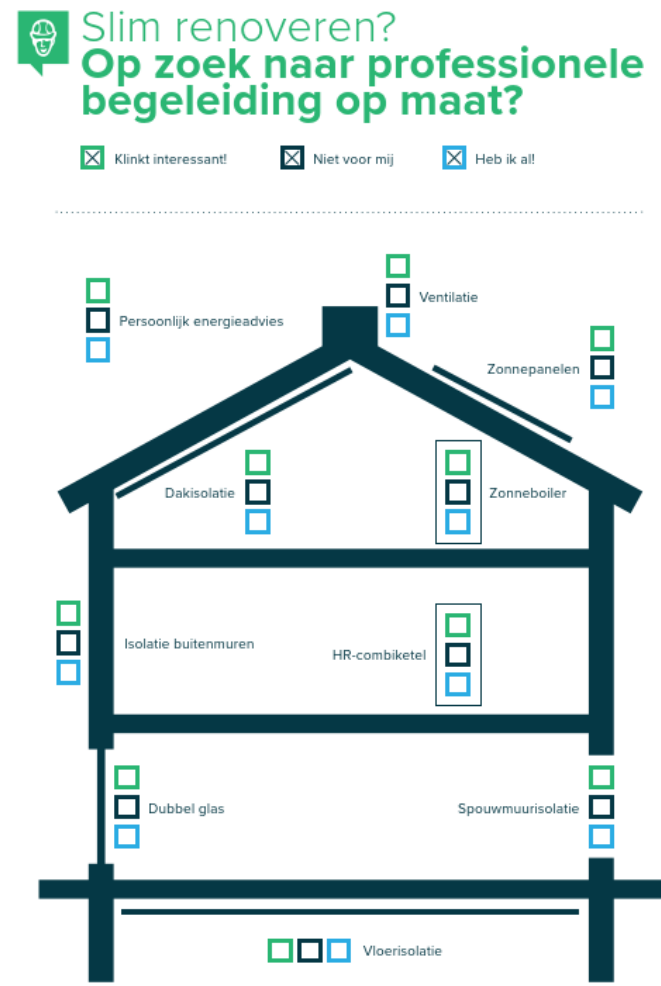 Slim renoveren?
Op zoek naar professionele
begeleiding op maat?
Klinkt interessant! Niet voor mij Heb ik al!
Ventilatie
Persoonlijk energieadvies
Zonnepanelen
Dakisolatie Zonneboiler
Isolatie buitenmuren
HR-combiketel
Dubbel glas Spouwmuurisolatie
Vloerisolatie